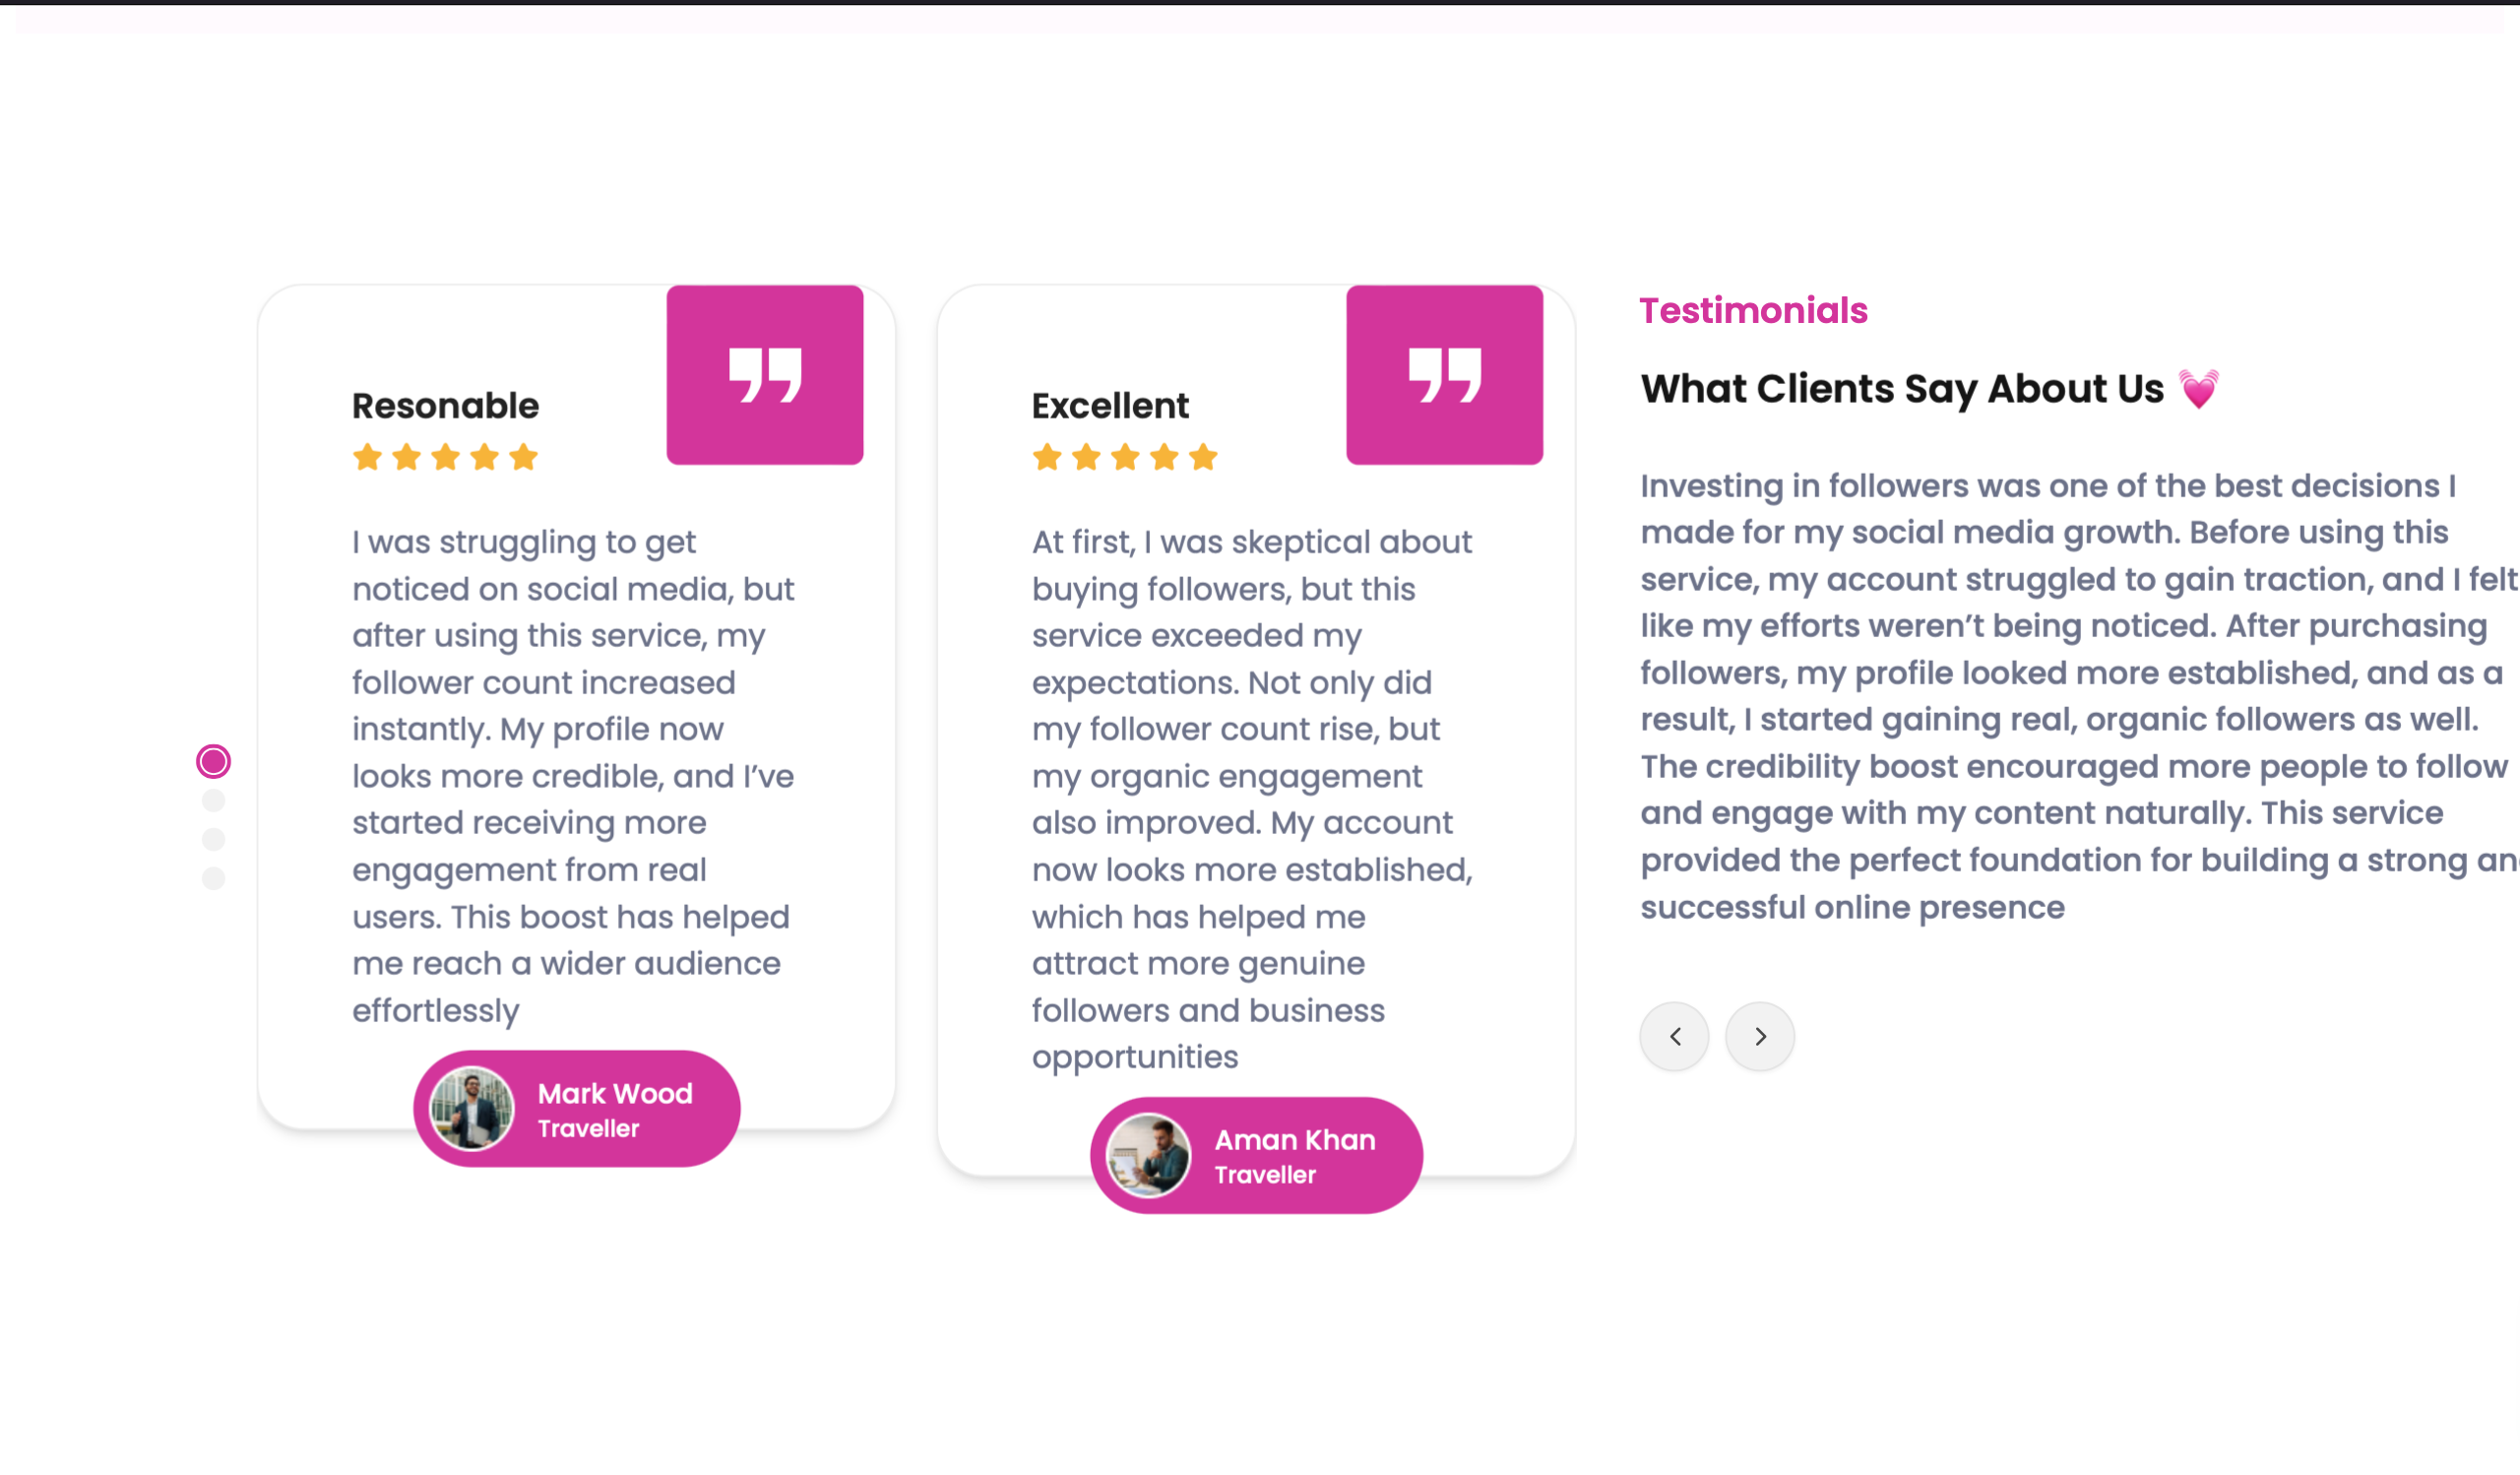 Resonable
I was struggling to get
noticed on social media, but
after using this service, my
follower count increased
instantly. My profile now
looks more credible, and I’ve
started receiving more
engagement from real
users. This boost has helped
me reach a wider audience
effortlessly
Mark Wood
Traveller
Excellent
At first, I was skeptical about
buying followers, but this
service exceeded my
expectations. Not only did
my follower count rise, but
my organic engagement
also improved. My account
now looks more established,
which has helped me
attract more genuine
followers and business
opportunities
Aman Khan
Traveller
Testimonials
What Clients Say About Us 💓
Investing in followers was one of the best decisions I
made for my social media growth. Before using this
service, my account struggled to gain traction, and I felt
like my efforts weren’t being noticed. After purchasing
followers, my profile looked more established, and as a
result, I started gaining real, organic followers as well.
The credibility boost encouraged more people to follow
and engage with my content naturally. This service
provided the perfect foundation for building a strong an
successful online presence